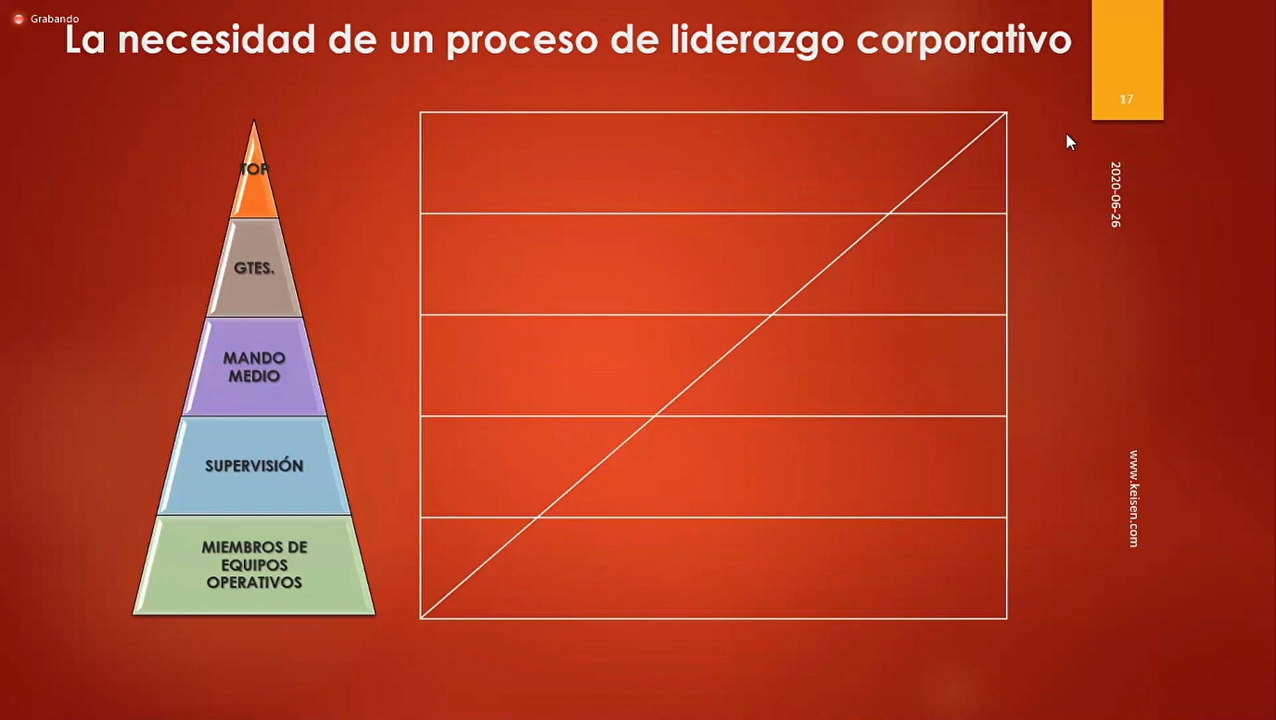 Grabando
La necesidad de un proceso de liderazgo corporativo
17
TOP
GTES.
MANDO
MEDIO
SUPERVISIÓN
MIEMBROS DE
EQUIPOS
OPERATIVOS
2020-06-26
www.keisen.com